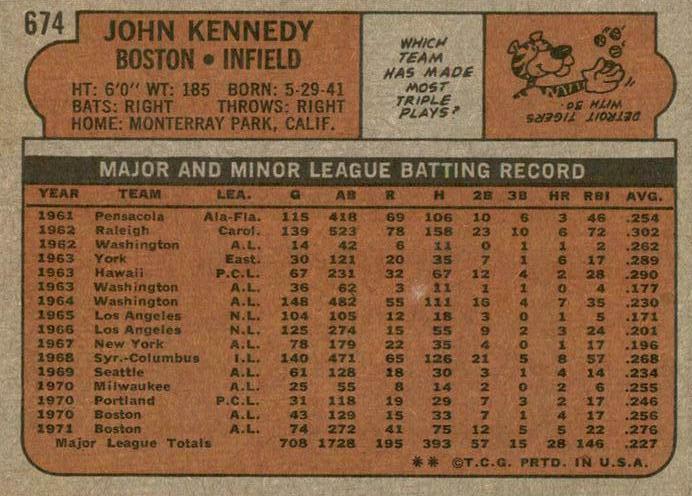 674
JOHN KENNEDY
BOSTON • INFIELD
HT: 6'0" WT: 185 BORN: 5-29-41
BATS: RIGHT THROWS: RIGHT
HOME: MONTERRAY PARK, CALIF.
WHICH
TEAM
HAS MADE
MOST
TRIPLE
PLAYS?
DETROIT TIGERS
WITH 30
MAJOR AND MINOR LEAGUE BATTING RECORD
YEAR TEAM LEA. G AB R H 2B 3B HR RBI AVG.
1961 Pensacola Ala-Fla. 115 418 69 106 10 6 3 46 .254
1962 Raleigh Carol. 139 523 78 158 23 10 6 72 .302
1962 Washington A.L. 14 42 6 11 0 1 1 2 .262
1963 York East. 30 121 20 35 7 1 6 17 .289
1963 Hawaii P.C.L. 67 231 32 67 12 4 2 28 .290
1963 Washington A.L. 36 62 3 11 1 1 0 4 .177
1964 Washington A.L. 148 482 55 111 16 4 7 35 .230
1965 Los Angeles N.L. 104 105 12 18 3 0 1 5 .171
1966 Los Angeles N.L. 125 274 15 55 9 2 3 24 .201
1967 New York A.L. 78 179 22 35 4 0 1 17 .196
1968 Syr.-Columbus I.L. 140 471 65 126 21 5 8 57 .268
1969 Seattle A.L. 61 128 18 30 3 1 4 14 .234
1970 Milwaukee A.L. 25 55 8 14 2 0 2 6 .255
1970 Portland P.C.L. 31 118 19 29 7 3 2 17 .246
1970 Boston A.L. 43 129 15 33 7 1 4 17 .256
1971 Boston A.L. 74 272 41 75 12 5 5 22 .276
Major League Totals 708 1728 195 393 57 15 28 146 .227
** ©T.C.G. PRTD. IN U.S.A.